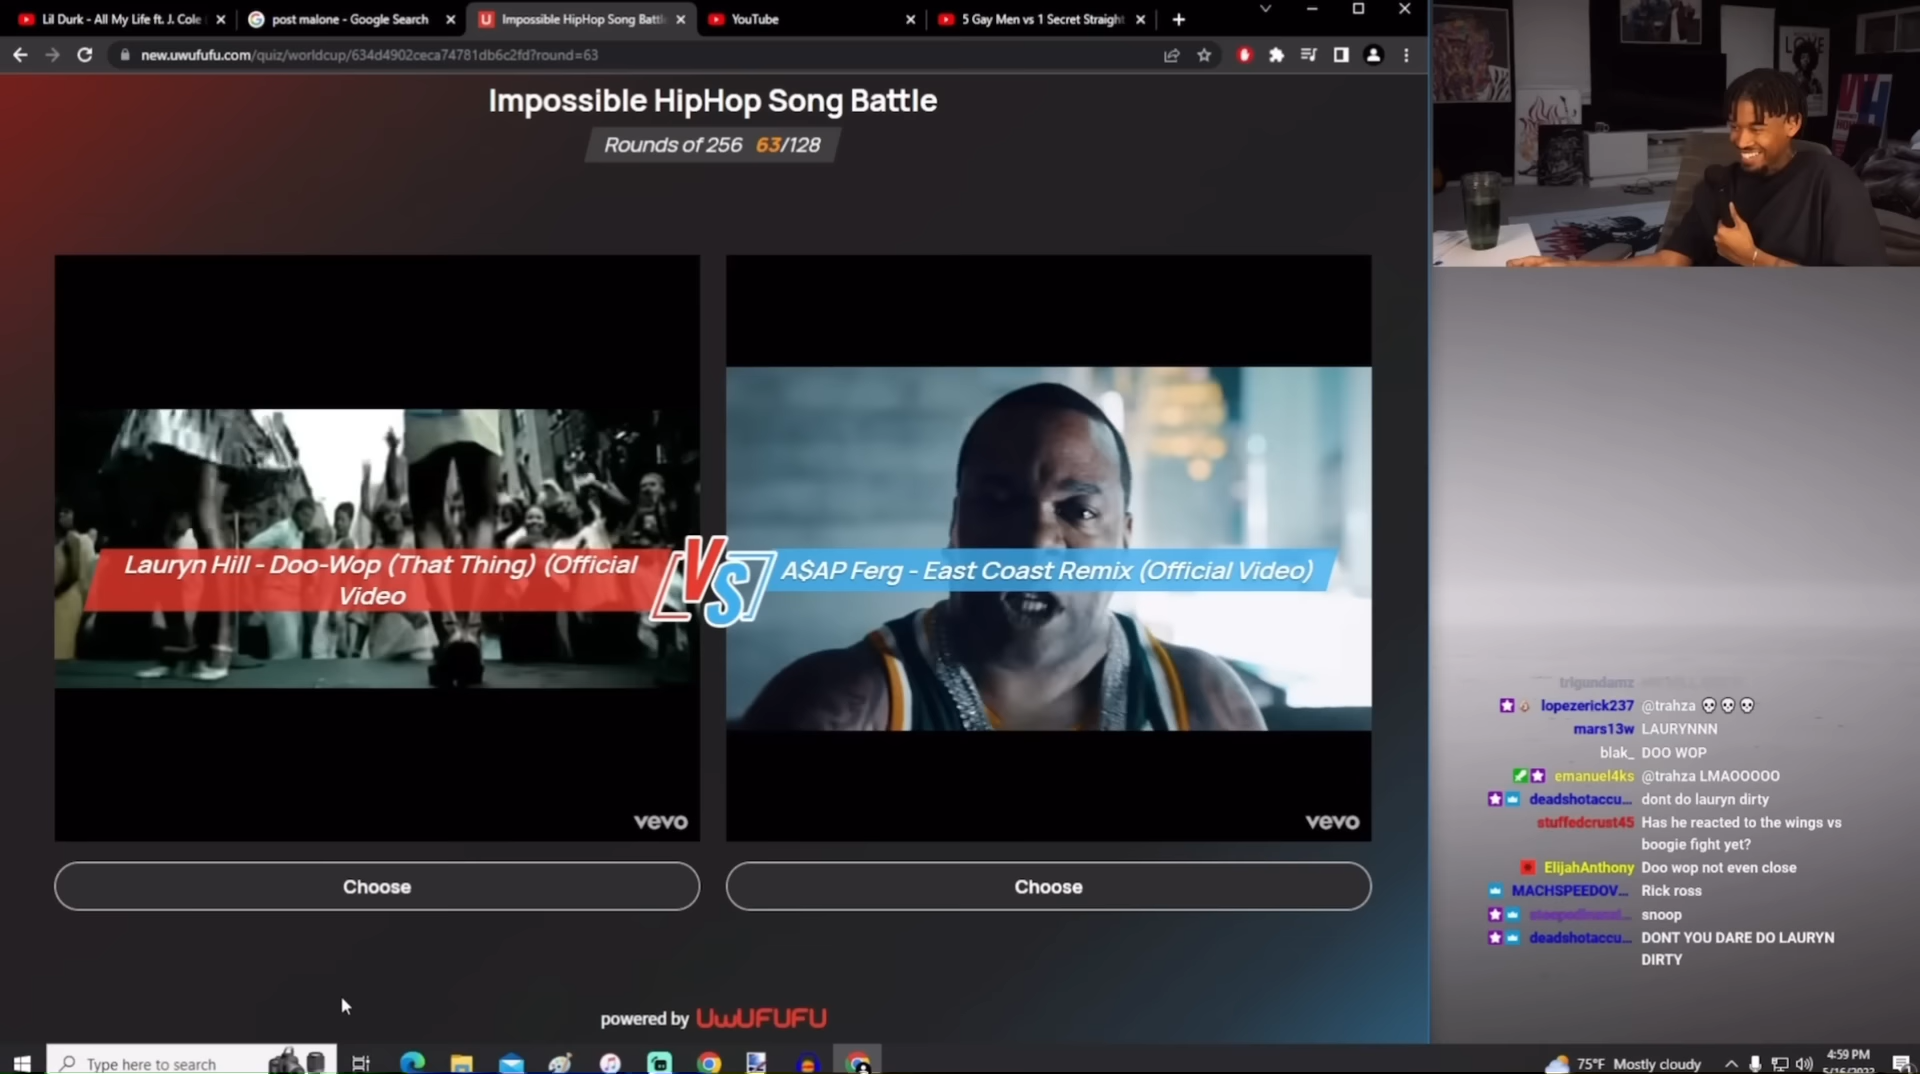 Lil Durk - All My Life ft. J. Cole
post malone - Google Search
Impossible HipHop Song Battl
YouTube
5 Gay Men vs 1 Secret Straight
new.uwufufu.com/quiz/worldcup/634d4902ceca74781db6c2fd?round=63
Impossible HipHop Song Battle
Rounds of 256 63/128
LOVE
Lauryn Hill - Doo-Wop (That Thing) (Official
Video
VS
A$AP Ferg - East Coast Remix (Official Video)
vevo
vevo
Choose
Choose
powered by UwUFUFU
trigundamz
lopezerick237 @trahza 💀💀💀
mars13w LAURYNNN
blak_ DOO WOP
emanuel4ks @trahza LMAOOOOO
deadshotaccu... dont do lauryn dirty
stuffedcrust45 Has he reacted to the wings vs
boogie fight yet?
ElijahAnthony Doo wop not even close
MACHSPEEDOV... Rick ross
snoop
deadshotaccu... DONT YOU DARE DO LAURYN
DIRTY
Type here to search
75°F Mostly cloudy
4:59 PM